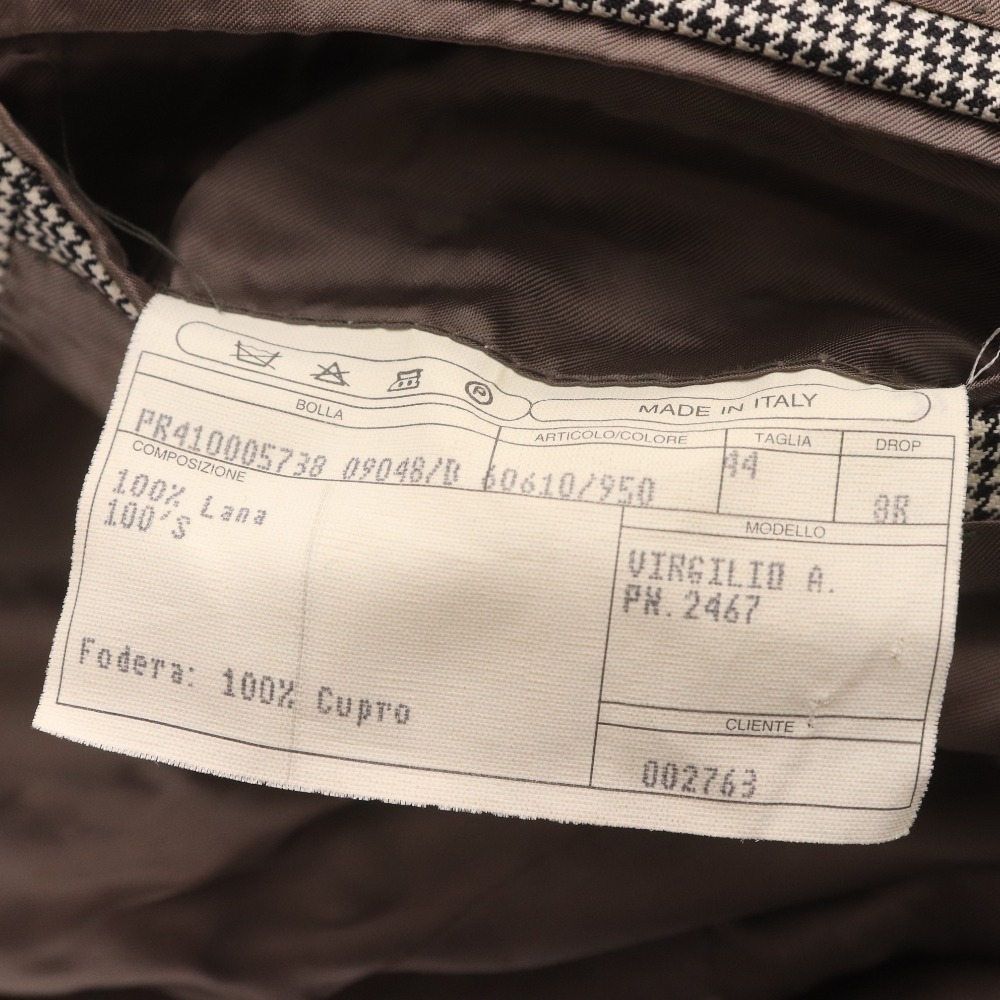 P
MADE IN ITALY
BOLLA
ARTICOLO/COLORE
TAGLIA
DROP
PR410005738 09048/B
60610/950
44
8R
COMPOSIZIONE
100% Lana
100'S
MODELLO
VIRGILIO A.
PN.2467
Fodera: 100% Cupro
CLIENTE
002763